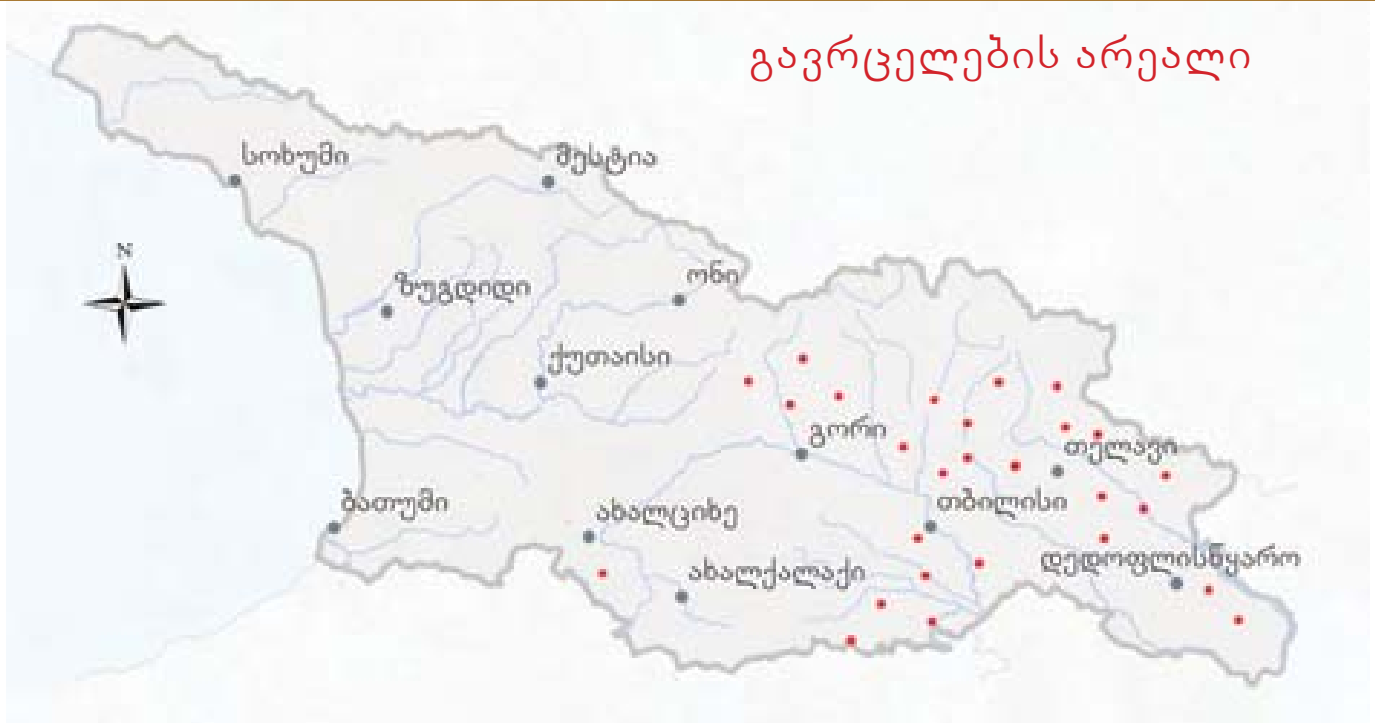 გავრცელების არეალი
სოხუმი
მესტია
N
ონი
ზუგდიდი
ქუთაისი
გორი
თელავი
ბათუმი
ახალციხე
თბილისი
ახალქალაქი
დედოფლისწყარო